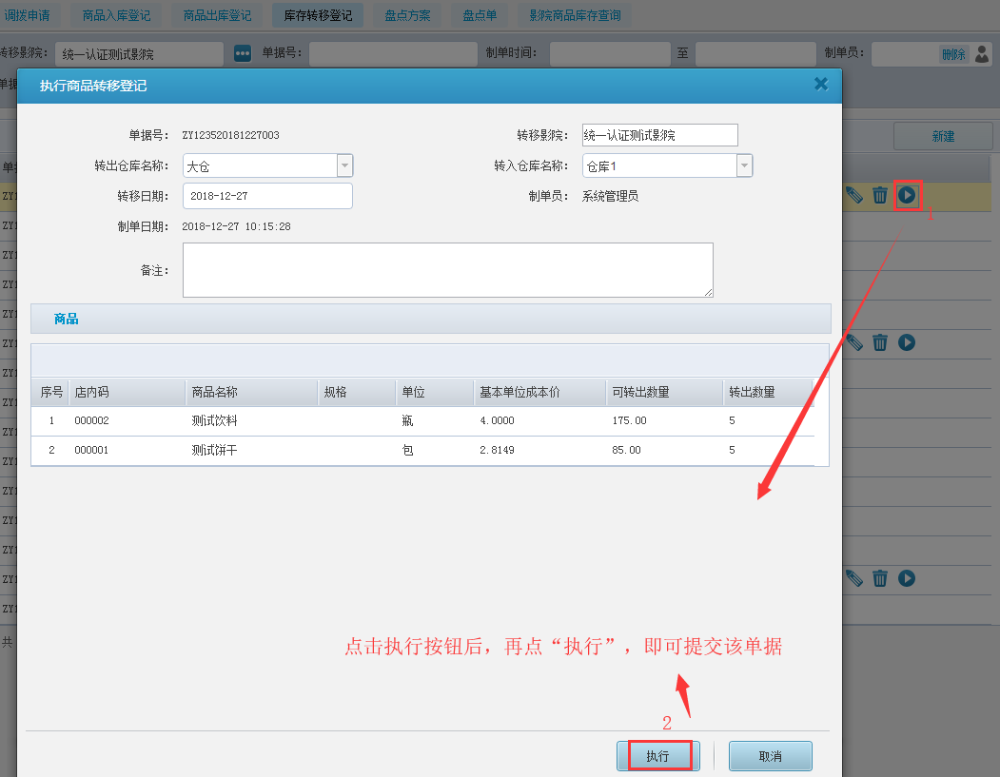 调拨申请 商品入库登记 商品出库登记 库存转移登记 盘点方案 盘点单 影院商品库存查询
转移影院: 统一认证测试影院 单据号: 制单时间: 至 制单员: 删除
单据
执行商品转移登记
新建
单据号: ZY123520181227003 转移影院: 统一认证测试影院
转出仓库名称: 大仓 转入仓库名称: 仓库1
转移日期: 2018-12-27 制单员: 系统管理员
制单日期: 2018-12-27 10:15:28
备注:
1
商品
序号 店内码 商品名称 规格 单位 基本单位成本价 可转出数量 转出数量
1 000002 测试饮料 瓶 4.0000 175.00 5
2 000001 测试饼干 包 2.8149 85.00 5
点击执行按钮后，再点“执行”，即可提交该单据
共
2
执行 取消